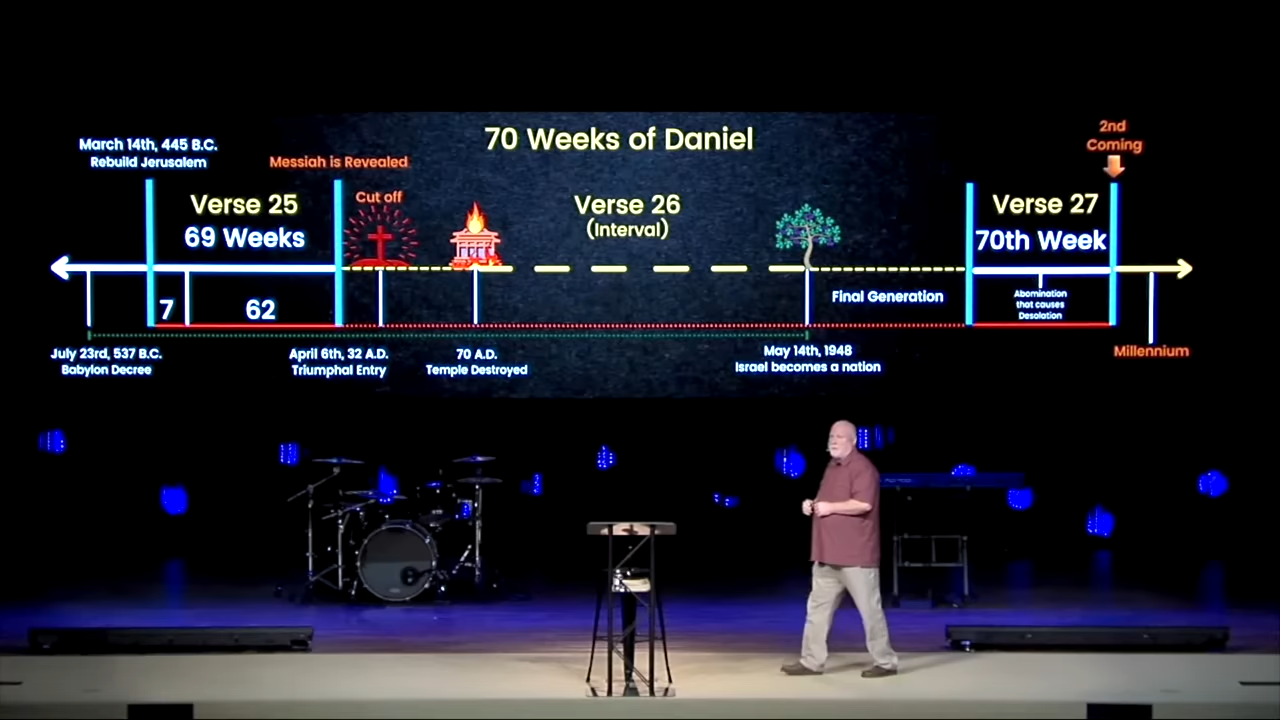 70 Weeks of Daniel
March 14th, 445 B.C.
Rebuild Jerusalem
Messiah is Revealed
2nd
Coming
Verse 25
69 Weeks
Cut off
Verse 26
(Interval)
Verse 27
70th Week
7
62
Final Generation
Abomination
that causes
Desolation
July 23rd, 537 B.C.
Babylon Decree
April 6th, 32 A.D.
Triumphal Entry
70 A.D.
Temple Destroyed
May 14th, 1948
Israel becomes a nation
Millennium